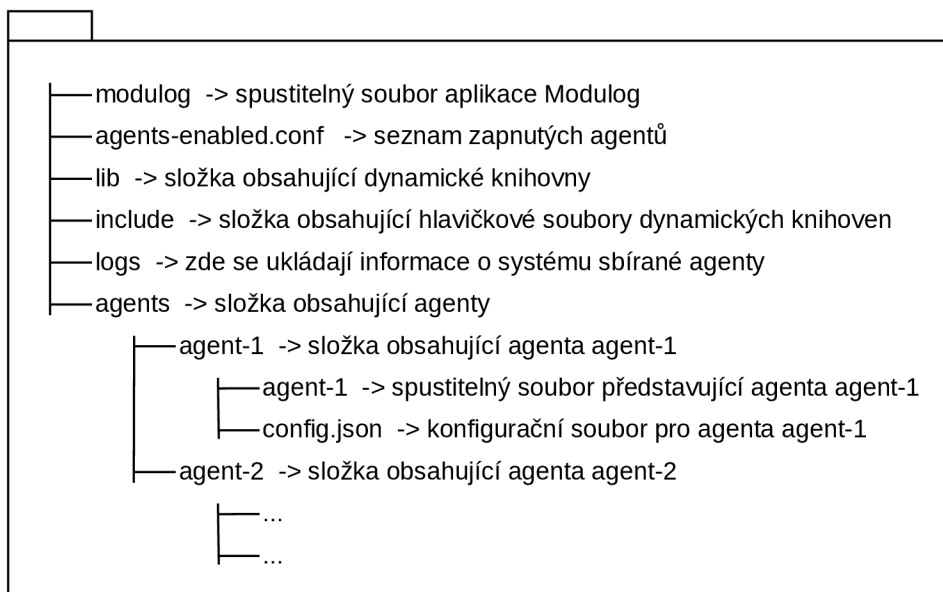 modulog -> spustitelný soubor aplikace Modulog
agents-enabled.conf -> seznam zapnutých agentů
lib -> složka obsahující dynamické knihovny
include -> složka obsahující hlavičkové soubory dynamických knihoven
logs -> zde se ukládají informace o systému sbírané agenty
agents -> složka obsahující agenty
agent-1 -> složka obsahující agenta agent-1
agent-1 -> spustitelný soubor představující agenta agent-1
config.json -> konfigurační soubor pro agenta agent-1
agent-2 -> složka obsahující agenta agent-2
...
...